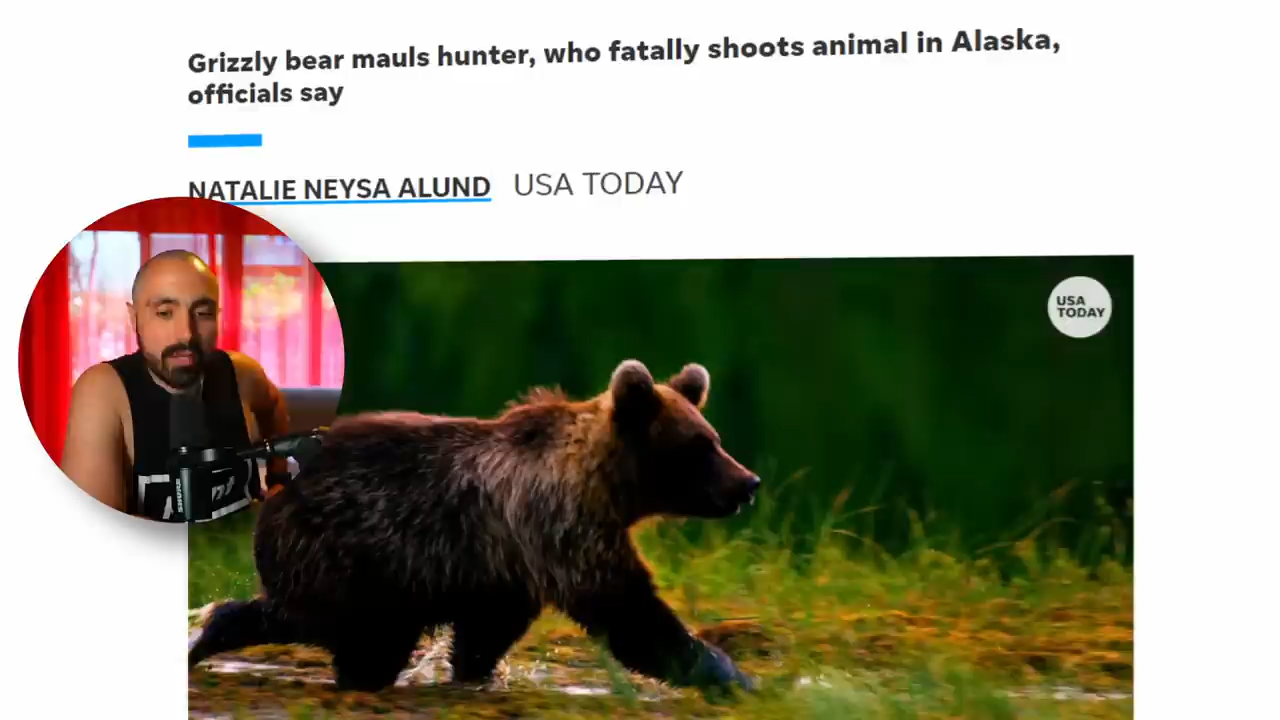 Grizzly bear mauls hunter, who fatally shoots animal in Alaska,
officials say
NATALIE NEYSA ALUND USA TODAY
USA
TODAY
SHURE